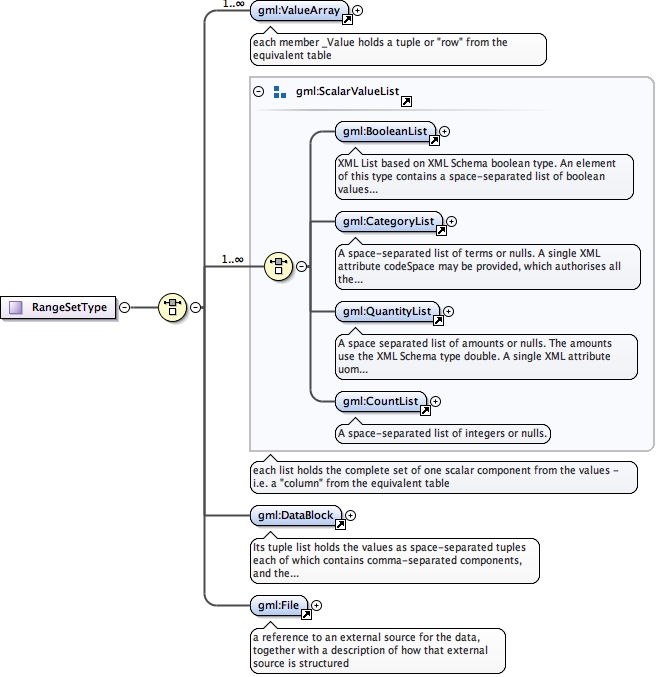 1..∞
gml:ValueArray
each member _Value holds a tuple or "row" from the
equivalent table
gml:ScalarValueList
gml:BooleanList
XML List based on XML Schema boolean type. An element
of this type contains a space-separated list of boolean
values...
gml:CategoryList
1..∞
A space-separated list of terms or nulls. A single XML
attribute codeSpace may be provided, which authorises all
the...
RangeSetType
gml:QuantityList
A space separated list of amounts or nulls. The amounts
use the XML Schema type double. A single XML attribute
uom...
gml:CountList
A space-separated list of integers or nulls.
each list holds the complete set of one scalar component from the values -
i.e. a "column" from the equivalent table
gml:DataBlock
Its tuple list holds the values as space-separated tuples
each of which contains comma-separated components,
and the...
gml:File
a reference to an external source for the data,
together with a description of how that external
source is structured